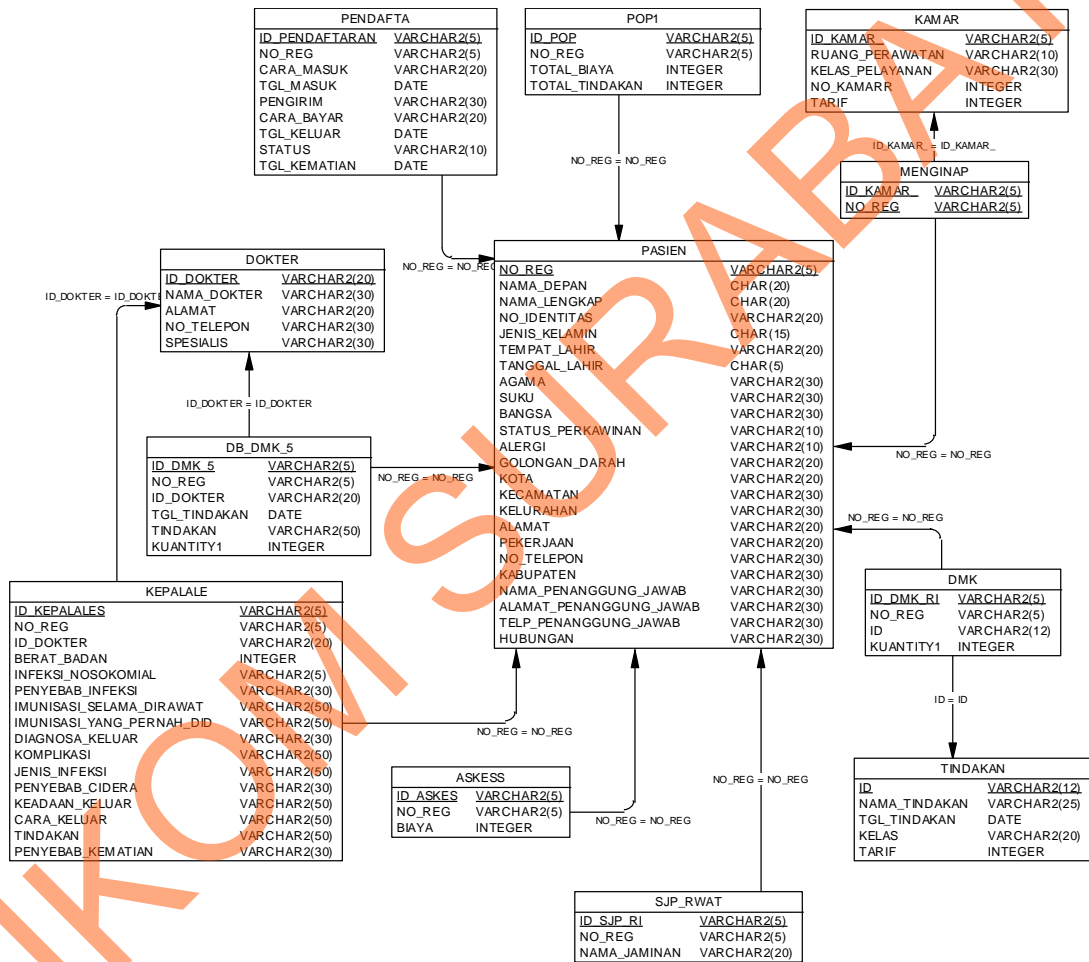 PENDAFTA
ID_PENDAFTARAN VARCHAR2(5)
NO_REG VARCHAR2(5)
CARA_MASUK VARCHAR2(20)
TGL_MASUK DATE
PENGIRIM VARCHAR2(30)
CARA_BAYAR VARCHAR2(20)
TGL_KELUAR DATE
STATUS VARCHAR2(10)
TGL_KEMATIAN DATE
POP1
ID_POP VARCHAR2(5)
NO_REG VARCHAR2(5)
TOTAL_BIAYA INTEGER
TOTAL_TINDAKAN INTEGER
KAMAR
ID_KAMAR_ VARCHAR2(5)
RUANG_PERAWATAN VARCHAR2(10)
KELAS_PELAYANAN VARCHAR2(30)
NO_KAMARR INTEGER
TARIF INTEGER
NO_REG = NO_REG
ID_KAMAR_ = ID_KAMAR_
MENGINAP
ID_KAMAR_ VARCHAR2(5)
NO_REG VARCHAR2(5)
NO_REG = NO_REG
DOKTER
ID_DOKTER VARCHAR2(20)
NAMA_DOKTER VARCHAR2(30)
ALAMAT VARCHAR2(20)
NO_TELEPON VARCHAR2(30)
SPESIALIS VARCHAR2(30)
ID_DOKTER = ID_DOKTE
ID_DOKTER = ID_DOKTER
PASIEN
NO_REG VARCHAR2(5)
NAMA_DEPAN CHAR(20)
NAMA_LENGKAP CHAR(20)
NO_IDENTITAS VARCHAR2(20)
JENIS_KELAMIN CHAR(15)
TEMPAT_LAHIR VARCHAR2(20)
TANGGAL_LAHIR CHAR(5)
AGAMA VARCHAR2(30)
SUKU VARCHAR2(30)
BANGSA VARCHAR2(30)
STATUS_PERKAWINAN VARCHAR2(10)
ALERGI VARCHAR2(10)
GOLONGAN_DARAH VARCHAR2(20)
KOTA VARCHAR2(20)
KECAMATAN VARCHAR2(30)
KELURAHAN VARCHAR2(30)
ALAMAT VARCHAR2(20)
PEKERJAAN VARCHAR2(20)
NO_TELEPON VARCHAR2(30)
KABUPATEN VARCHAR2(30)
NAMA_PENANGGUNG_JAWAB VARCHAR2(30)
ALAMAT_PENANGGUNG_JAWAB VARCHAR2(30)
TELP_PENANGGUNG_JAWAB VARCHAR2(30)
HUBUNGAN VARCHAR2(30)
NO_REG = NO_REG
DB_DMK_5
ID_DMK_5 VARCHAR2(5)
NO_REG VARCHAR2(5)
ID_DOKTER VARCHAR2(20)
TGL_TINDAKAN DATE
TINDAKAN VARCHAR2(50)
KUANTITY1 INTEGER
NO_REG = NO_REG
NO_REG = NO_REG
DMK
ID_DMK_RI VARCHAR2(5)
NO_REG VARCHAR2(5)
ID VARCHAR2(12)
KUANTITY1 INTEGER
ID = ID
KEPALALE
ID_KEPALALES VARCHAR2(5)
NO_REG VARCHAR2(5)
ID_DOKTER VARCHAR2(20)
BERAT_BADAN INTEGER
INFEKSI_NOSOKOMIAL VARCHAR2(5)
PENYEBAB_INFEKSI VARCHAR2(30)
IMUNISASI_SELAMA_DIRAWAT VARCHAR2(50)
IMUNISASI_YANG_PERNAH_DID VARCHAR2(50)
DIAGNOSA_KELUAR VARCHAR2(30)
KOMPLIKASI VARCHAR2(50)
JENIS_INFEKSI VARCHAR2(50)
PENYEBAB_CIDERA VARCHAR2(30)
KEADAAN_KELUAR VARCHAR2(50)
CARA_KELUAR VARCHAR2(50)
TINDAKAN VARCHAR2(50)
PENYEBAB_KEMATIAN VARCHAR2(30)
NO_REG = NO_REG
ASKESS
ID_ASKES VARCHAR2(5)
NO_REG VARCHAR2(5)
BIAYA INTEGER
NO_REG = NO_REG
NO_REG = NO_REG
TINDAKAN
ID VARCHAR2(12)
NAMA_TINDAKAN VARCHAR2(25)
TGL_TINDAKAN DATE
KELAS VARCHAR2(20)
TARIF INTEGER
SJP_RWAT
ID_SJP_RI VARCHAR2(5)
NO_REG VARCHAR2(5)
NAMA_JAMINAN VARCHAR2(20)
IKOM SURABA